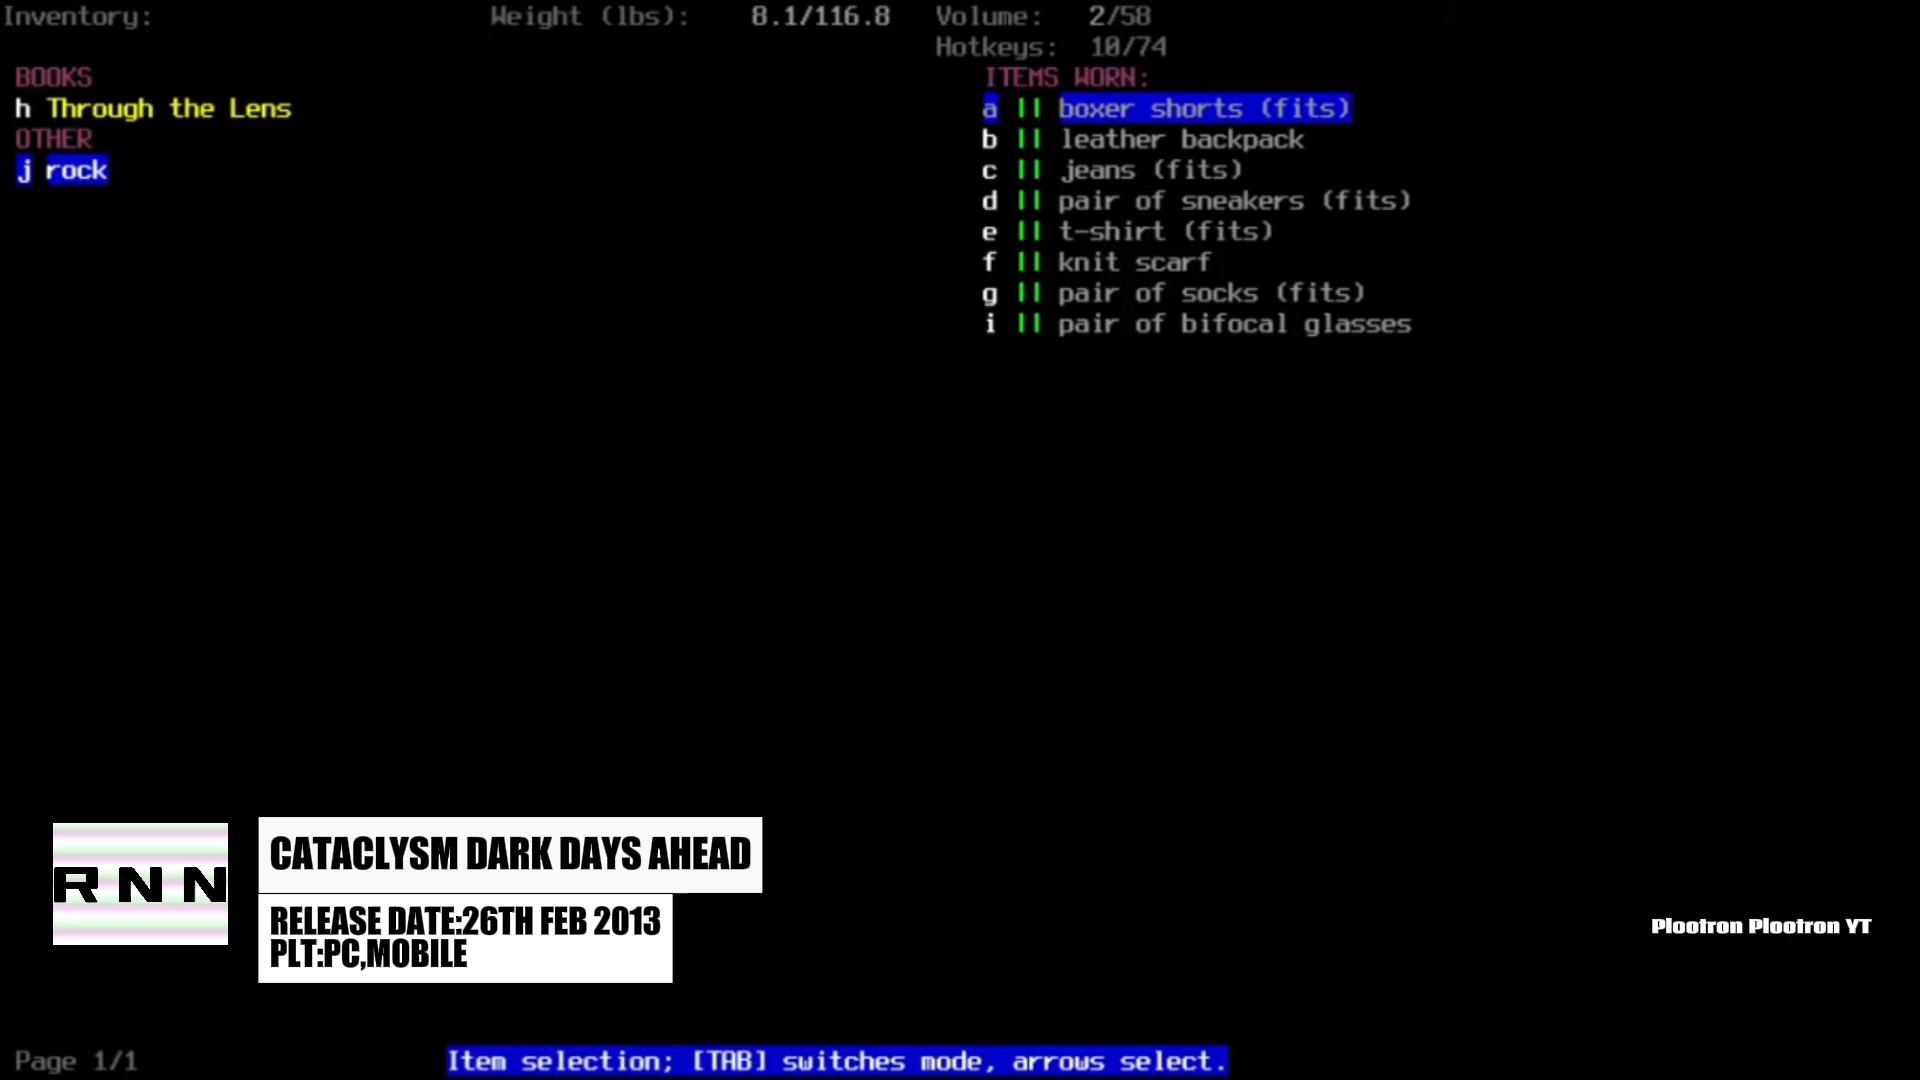 Inventory: Weight (lbs): 8.1/116.8 Volume: 2/58
Hotkeys: 10/74
BOOKS
h Through the Lens
OTHER
j rock
ITEMS WORN:
a || boxer shorts (fits)
b || leather backpack
c || jeans (fits)
d || pair of sneakers (fits)
e || t-shirt (fits)
f || knit scarf
g || pair of socks (fits)
i || pair of bifocal glasses
RNN
CATACLYSM DARK DAYS AHEAD
RELEASE DATE:26TH FEB 2013
PLT:PC,MOBILE
Plootron Plootron YT
Page 1/1 Item selection; [TAB] switches mode, arrows select.